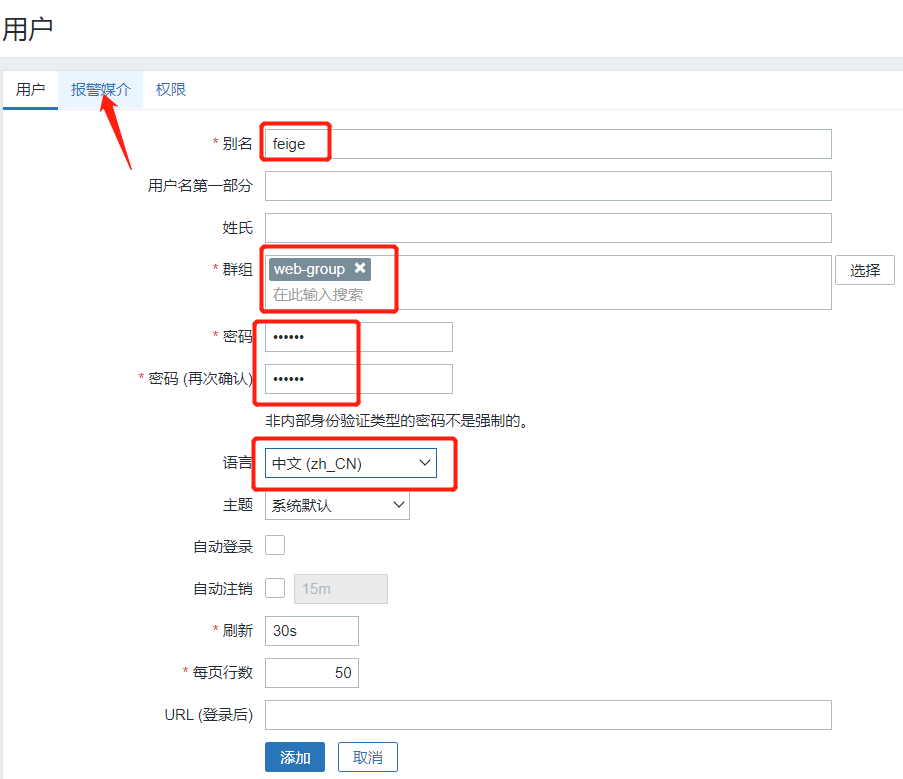 用户
用户 报警媒介 权限
* 别名 feige
用户名第一部分
姓氏
* 群组 web-group ✖ 选择
在此输入搜索
* 密码 ••••••
* 密码 (再次确认) ••••••
非内部身份验证类型的密码不是强制的。
语言 中文 (zh_CN)
主题 系统默认
自动登录
自动注销 15m
* 刷新 30s
* 每页行数 50
URL (登录后)
添加 取消